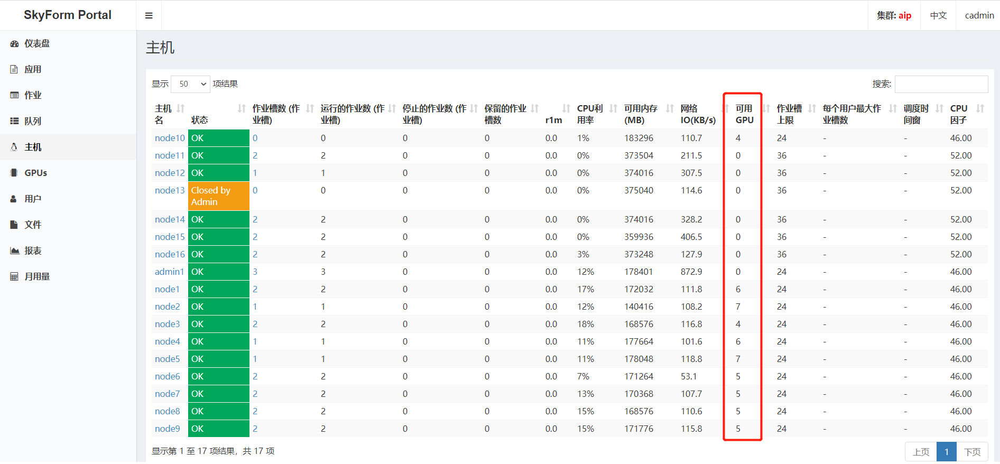 SkyForm Portal
集群: aip
中文
cadmin
仪表盘
应用
作业
队列
主机
GPUs
用户
文件
报表
月用量
主机
显示 50 项结果
搜索:
主机名 状态 作业槽数 (作业槽) 运行的作业数 (作业槽) 停止的作业数 (作业槽) 保留的作业槽数 r1m CPU利用率 可用内存(MB) 网络IO(KB/s) 可用GPU 作业槽上限 每个用户最大作业槽数 调度时间窗 CPU因子
node10 OK 0 0 0 0 0.0 1% 183296 110.7 4 24 - - 46.00
node11 OK 2 2 0 0 0.0 0% 373504 211.5 0 36 - - 52.00
node12 OK 1 1 0 0 0.0 0% 374016 307.5 0 36 - - 52.00
node13 Closed by Admin 0 0 0 0 0.0 0% 375040 114.6 0 36 - - 52.00
node14 OK 2 2 0 0 0.0 0% 374016 328.2 0 36 - - 52.00
node15 OK 2 2 0 0 0.0 0% 359936 406.5 0 36 - - 52.00
node16 OK 2 2 0 0 0.0 3% 373248 127.9 0 36 - - 52.00
admin1 OK 3 3 0 0 0.0 12% 178401 872.9 0 24 - - 46.00
node1 OK 2 2 0 0 0.0 17% 172032 111.8 6 24 - - 46.00
node2 OK 1 1 0 0 0.0 12% 140416 108.2 7 24 - - 46.00
node3 OK 2 2 0 0 0.0 18% 168576 116.8 4 24 - - 46.00
node4 OK 1 1 0 0 0.0 11% 177664 101.6 6 24 - - 46.00
node5 OK 1 1 0 0 0.0 11% 178048 118.8 7 24 - - 46.00
node6 OK 2 2 0 0 0.0 7% 171264 53.1 5 24 - - 46.00
node7 OK 2 2 0 0 0.0 13% 170368 107.7 5 24 - - 46.00
node8 OK 2 2 0 0 0.0 15% 168576 110.6 5 24 - - 46.00
node9 OK 2 2 0 0 0.0 15% 171776 115.8 5 24 - - 46.00
显示第 1 至 17 项结果，共 17 项
上页 1 下页